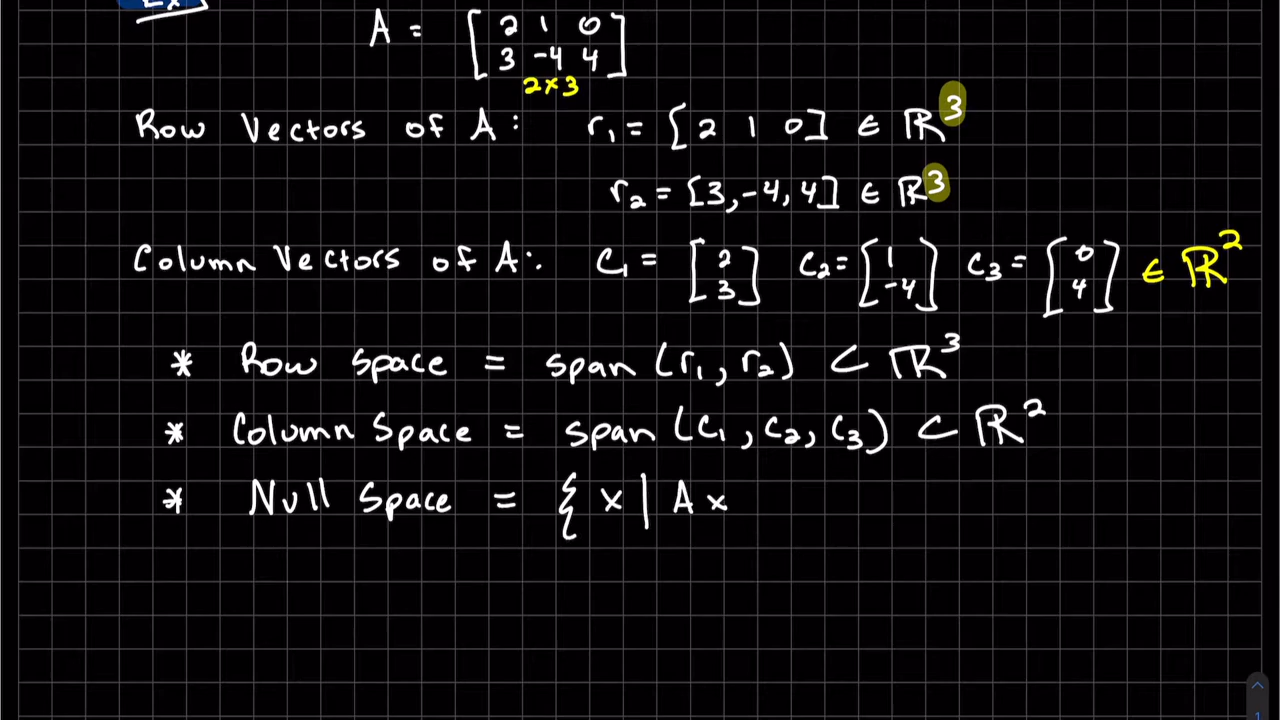 Ex
A = [ 2 1 0
3 -4 4 ]
2×3
Row Vectors of A: r₁ = [2 1 0] ∈ ℝ³
r₂ = [3, -4, 4] ∈ ℝ³
Column Vectors of A: c₁ = [2 3] c₂ = [1 -4] c₃ = [0 4] ∈ ℝ²
* Row space = span (r₁, r₂) ⊂ ℝ³
* Column Space = span (c₁, c₂, c₃) ⊂ ℝ²
* Null Space = { x | A x
1